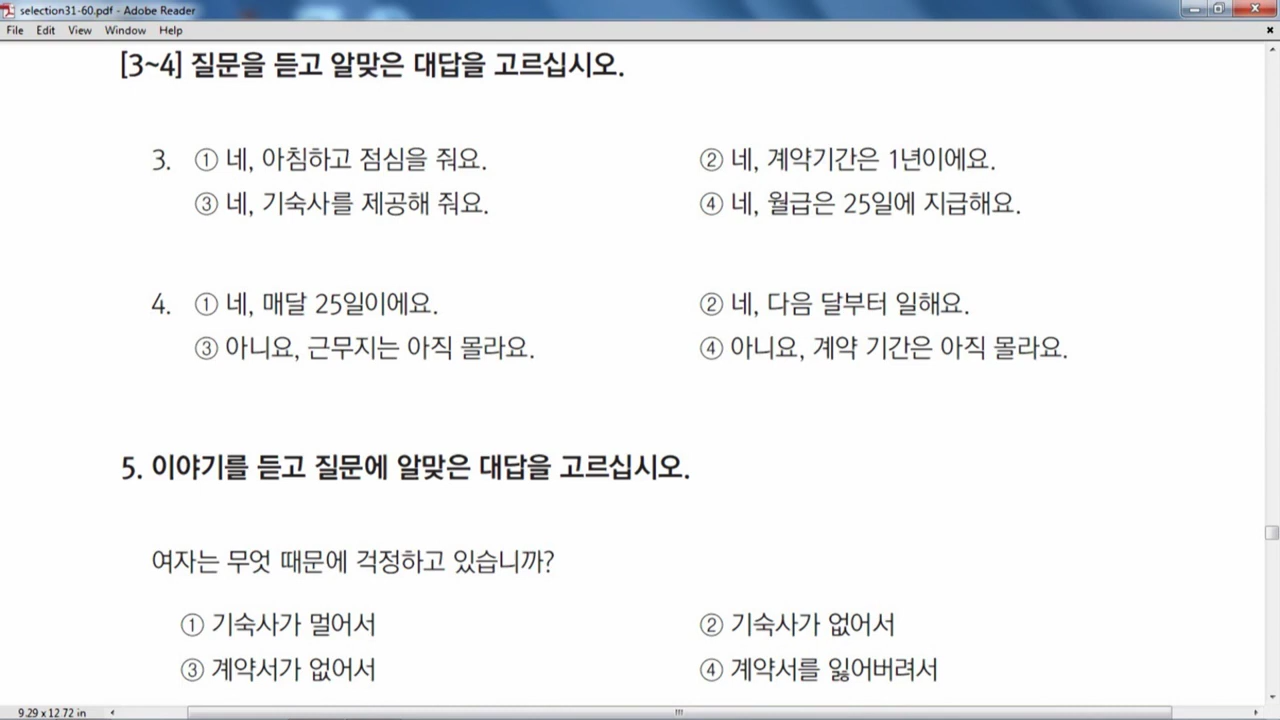 selection31-60.pdf - Adobe Reader
File Edit View Window Help
[3~4] 질문을 듣고 알맞은 대답을 고르십시오.
3. ① 네, 아침하고 점심을 줘요. ② 네, 계약기간은 1년이에요.
③ 네, 기숙사를 제공해 줘요. ④ 네, 월급은 25일에 지급해요.
4. ① 네, 매달 25일이에요. ② 네, 다음 달부터 일해요.
③ 아니요, 근무지는 아직 몰라요. ④ 아니요, 계약 기간은 아직 몰라요.
5. 이야기를 듣고 질문에 알맞은 대답을 고르십시오.
여자는 무엇 때문에 걱정하고 있습니까?
① 기숙사가 멀어서 ② 기숙사가 없어서
③ 계약서가 없어서 ④ 계약서를 잃어버려서
9.29 x 12.72 in